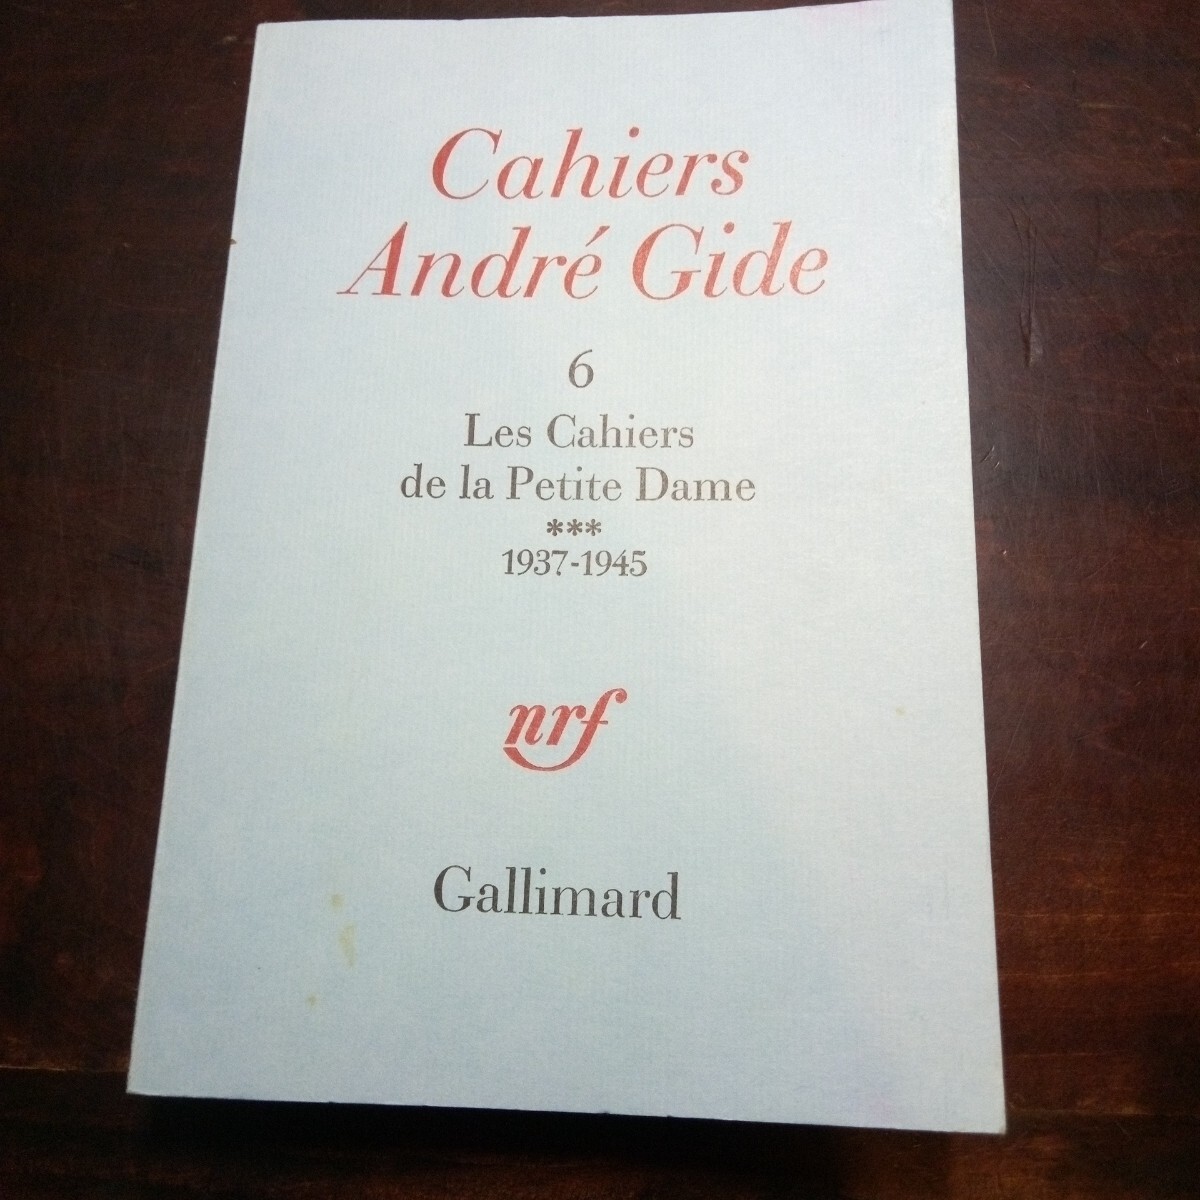 Cahiers
André Gide
6
Les Cahiers
de la Petite Dame
***
1937-1945
nrf
Gallimard